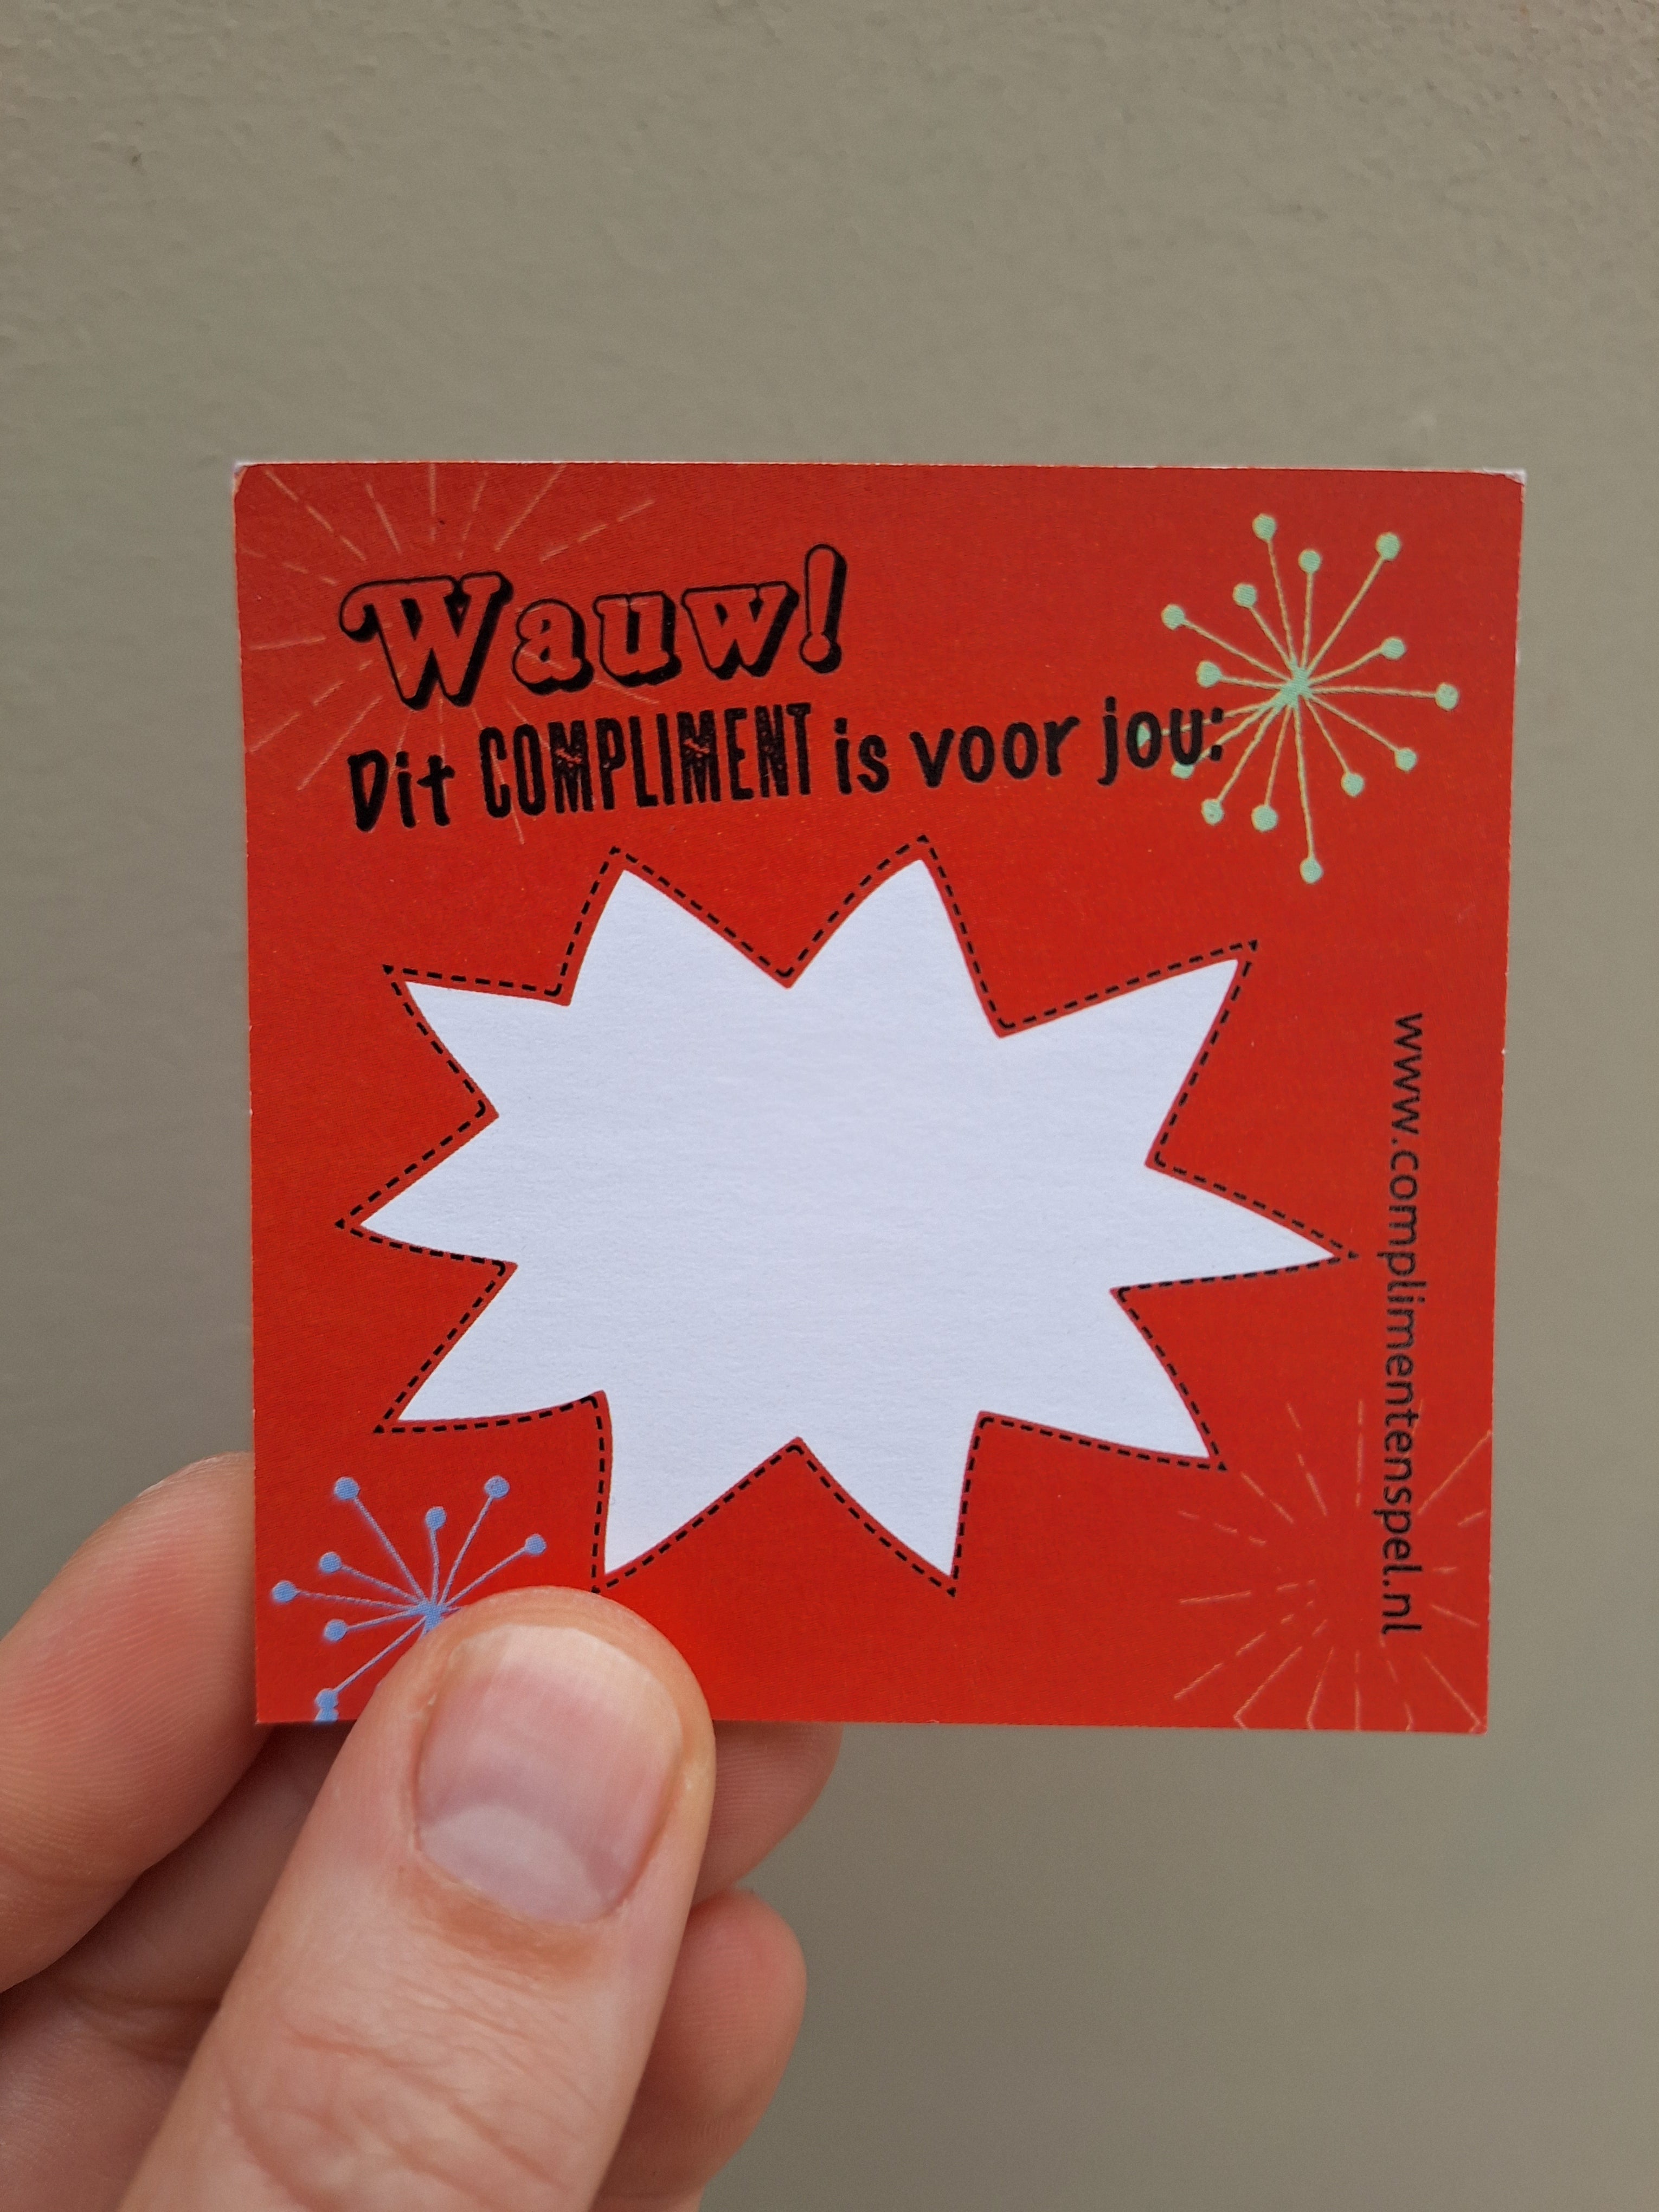 Wauw!
Dit COMPLIMENT is voor jou:
www.complimentenspel.nl